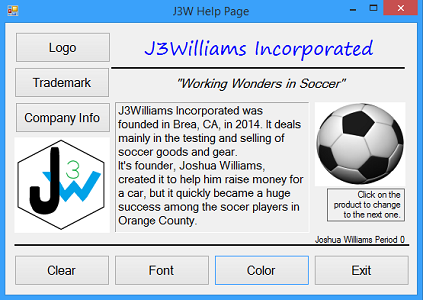 J3W Help Page
Logo
J3Williams Incorporated
Trademark
"Working Wonders in Soccer"
Company Info
J3Williams Incorporated was
founded in Brea, CA, in 2014. It deals
mainly in the testing and selling of
soccer goods and gear.
It's founder, Joshua Williams,
created it to help him raise money for
a car, but it quickly became a huge
success among the socer players in
Orange County.
J3W
Click on the
product to change
to the next one.
Joshua Williams Period 0
Clear
Font
Color
Exit